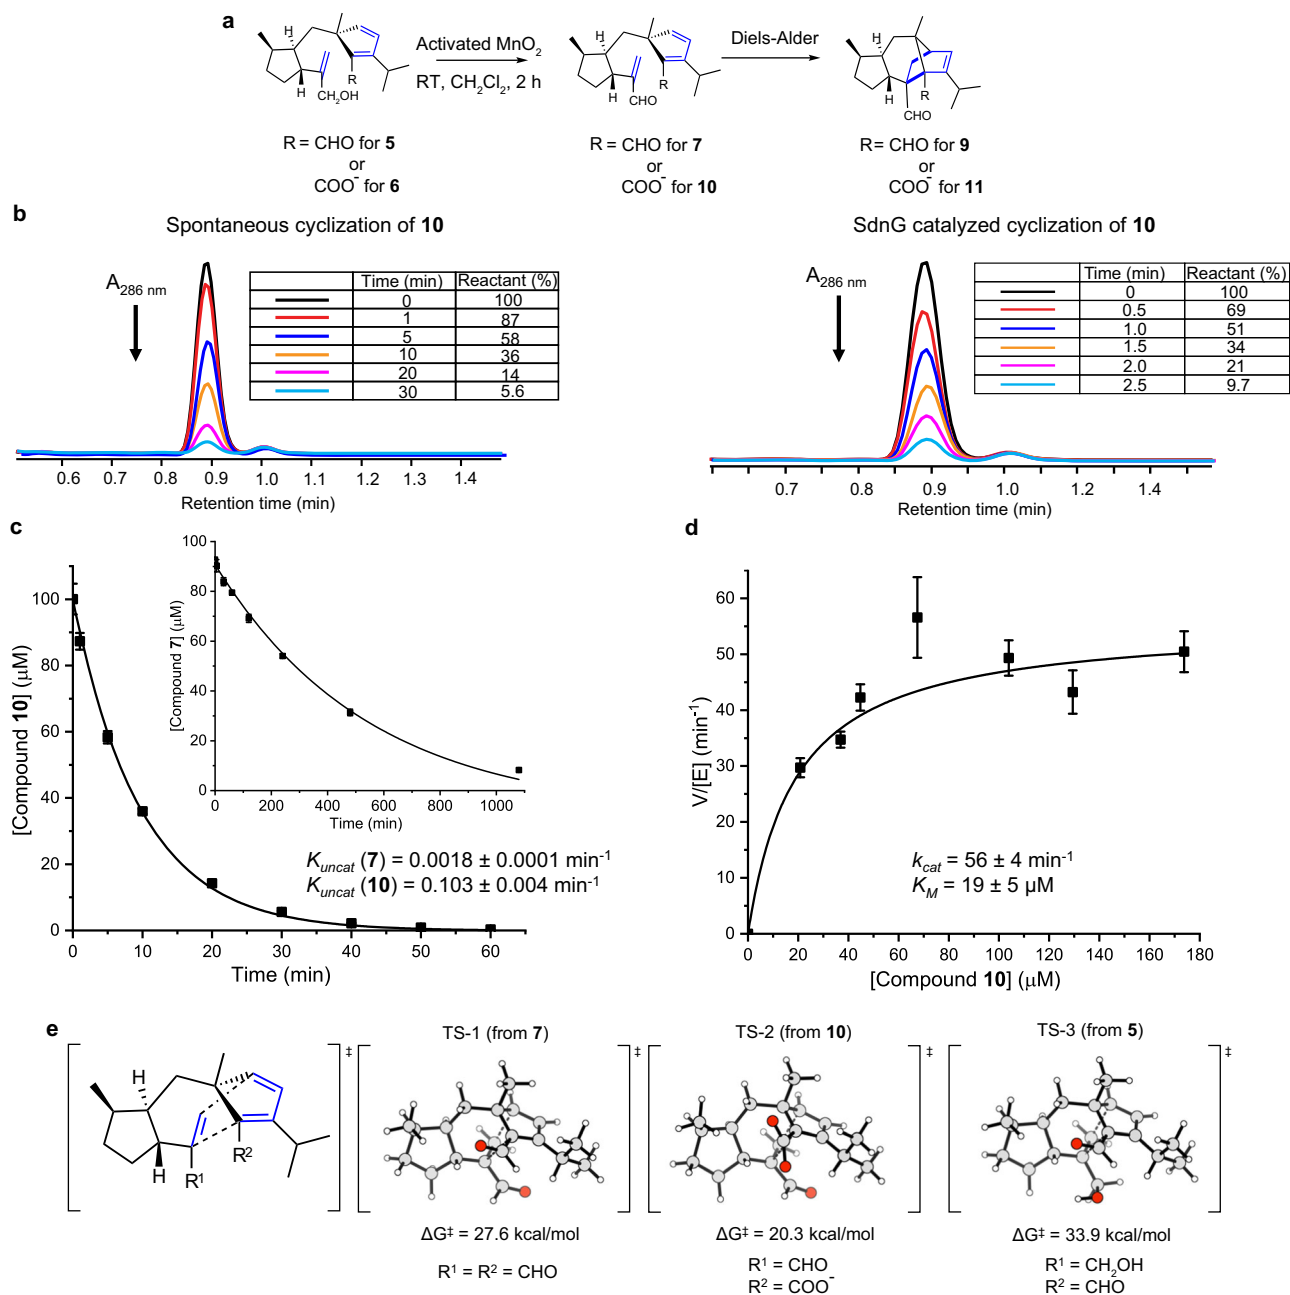 a
H
H
R
CH2OH
Activated MnO2
RT, CH2Cl2, 2 h
H
H
R
CHO
Diels-Alder
H
H
R
CHO
R = CHO for 5
or
COO- for 6
R = CHO for 7
or
COO- for 10
R = CHO for 9
or
COO- for 11
b
Spontaneous cyclization of 10
A286 nm
Time (min) Reactant (%)
0 100
1 87
5 58
10 36
20 14
30 5.6
0.6 0.7 0.8 0.9 1.0 1.1 1.2 1.3 1.4
Retention time (min)
SdnG catalyzed cyclization of 10
A286 nm
Time (min) Reactant (%)
0 100
0.5 69
1.0 51
1.5 34
2.0 21
2.5 9.7
0.7 0.8 0.9 1.0 1.2 1.4
Retention time (min)
c
100
80
60
40
20
0
[Compound 10] (μM)
0 10 20 30 40 50 60
Time (min)
100
80
60
40
20
0
[Compound 7] (μM)
0 200 400 600 800 1000
Time (min)
Kuncat (7) = 0.0018 ± 0.0001 min-1
Kuncat (10) = 0.103 ± 0.004 min-1
d
60
50
40
30
20
10
0
V/[E] (min-1)
0 20 40 60 80 100 120 140 160 180
[Compound 10] (μM)
kcat = 56 ± 4 min-1
KM = 19 ± 5 μM
e
H
H
R1
R2
‡
TS-1 (from 7)
‡
ΔG‡ = 27.6 kcal/mol
R1 = R2 = CHO
TS-2 (from 10)
‡
ΔG‡ = 20.3 kcal/mol
R1 = CHO
R2 = COO-
TS-3 (from 5)
‡
ΔG‡ = 33.9 kcal/mol
R1 = CH2OH
R2 = CHO